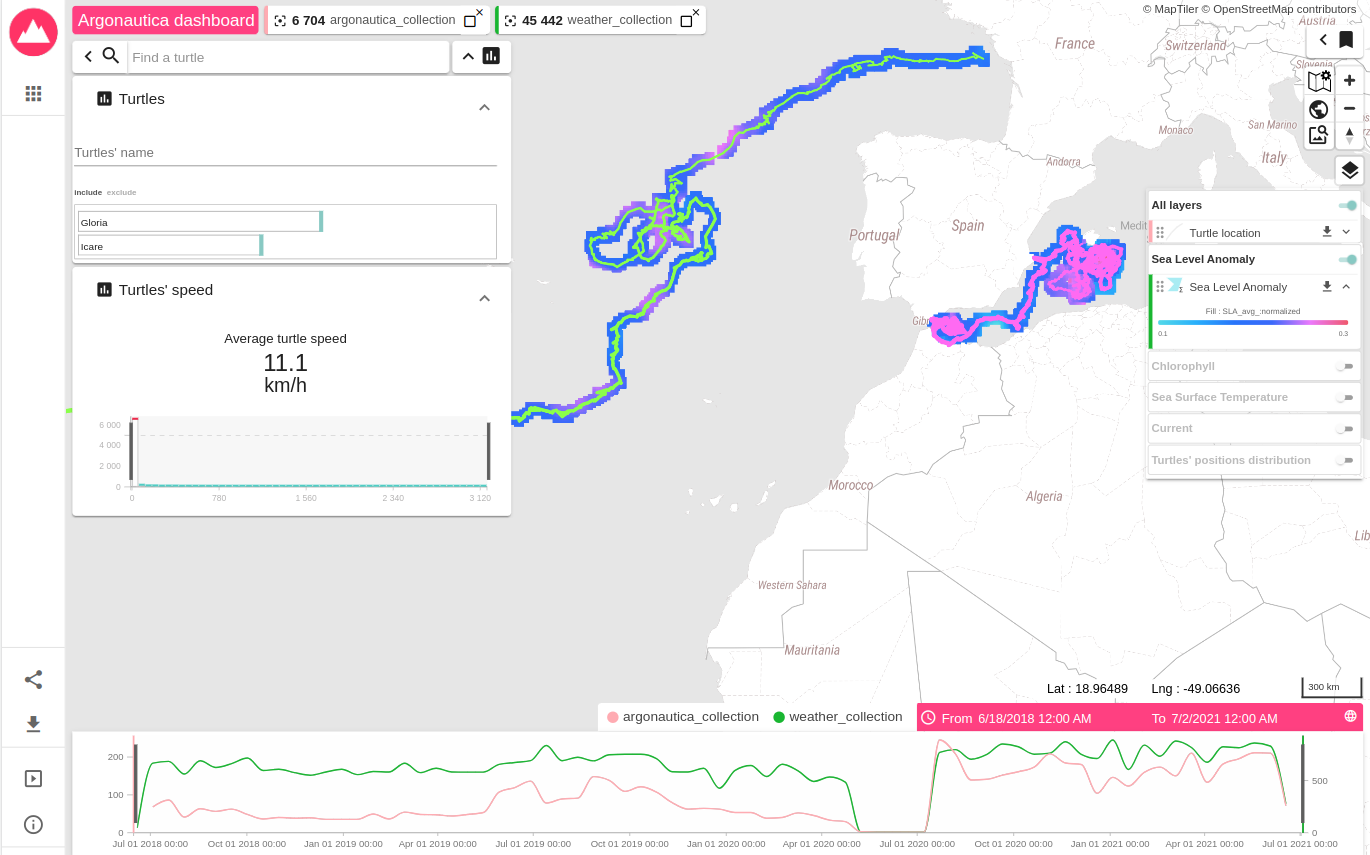 © MapTiler © OpenStreetMap contributors
Argonautica dashboard
6 704 argonautica_collection
45 442 weather_collection
Find a turtle
Turtles
Turtles' name
include exclude
Gloria
Icare
Turtles' speed
Average turtle speed
11.1
km/h
6 000
4 000
2 000
0
0 780 1 560 2 340 3 120
France
Austria
Switzerland
Slovenia
Monaco
San Marino
Andorra
Italy
Portugal
Spain
Medit
Morocco
Algeria
Western Sahara
Mauritania
All layers
Turtle location
Sea Level Anomaly
Sea Level Anomaly
Fill : SLA_avg_:normalized
0.1 0.3
Chlorophyll
Sea Surface Temperature
Current
Turtles' positions distribution
Lat : 18.96489 Lng : -49.06636
300 km
argonautica_collection weather_collection
From 6/18/2018 12:00 AM To 7/2/2021 12:00 AM
200
100
0
500
0
Jul 01 2018 00:00 Oct 01 2018 00:00 Jan 01 2019 00:00 Apr 01 2019 00:00 Jul 01 2019 00:00 Oct 01 2019 00:00 Jan 01 2020 00:00 Apr 01 2020 00:00 Jul 01 2020 00:00 Oct 01 2020 00:00 Jan 01 2021 00:00 Apr 01 2021 00:00 Jul 01 2021 00:00